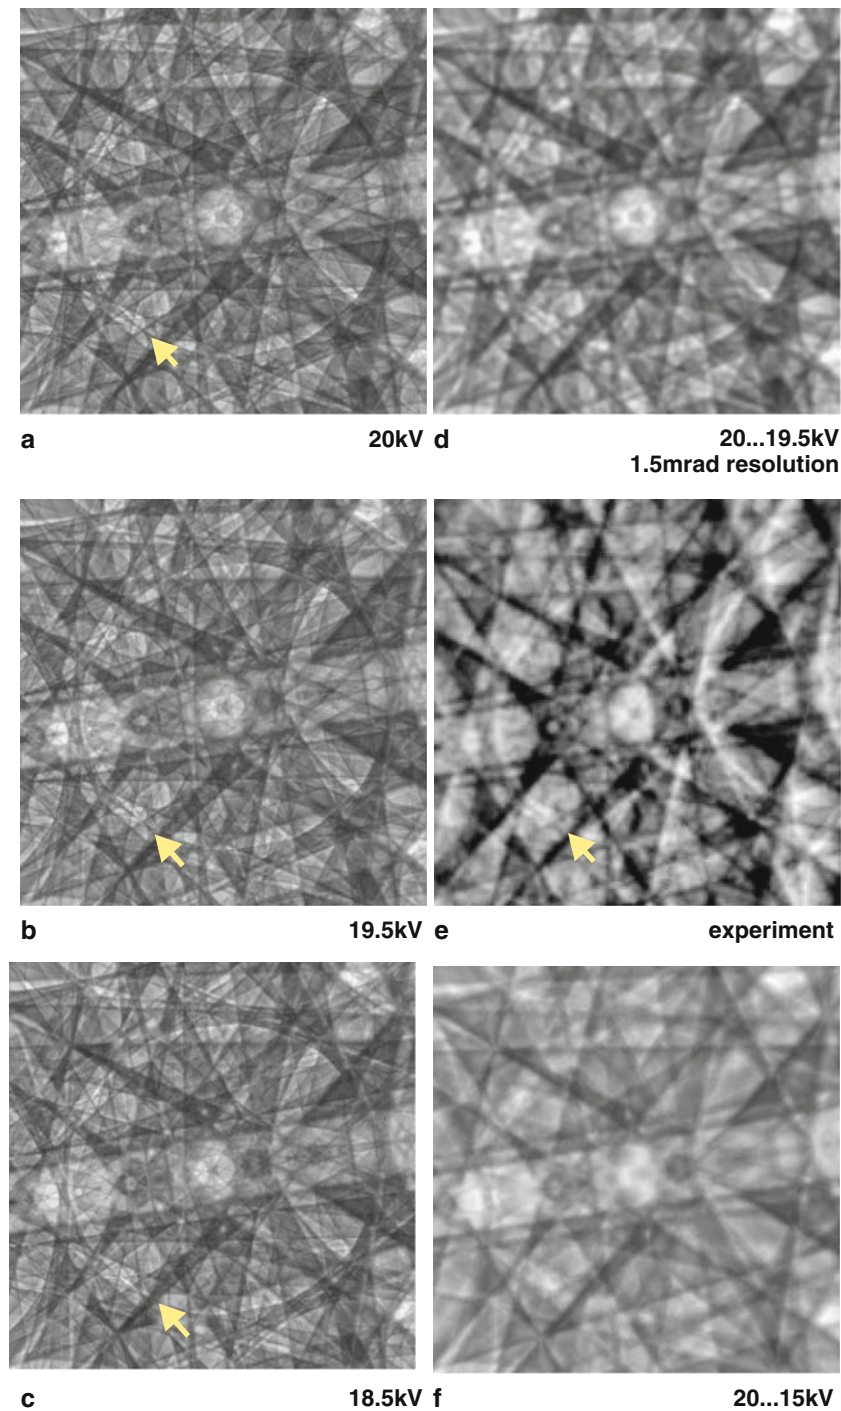 a 20kV
d 20...19.5kV
1.5mrad resolution
b 19.5kV
e experiment
c 18.5kV
f 20...15kV